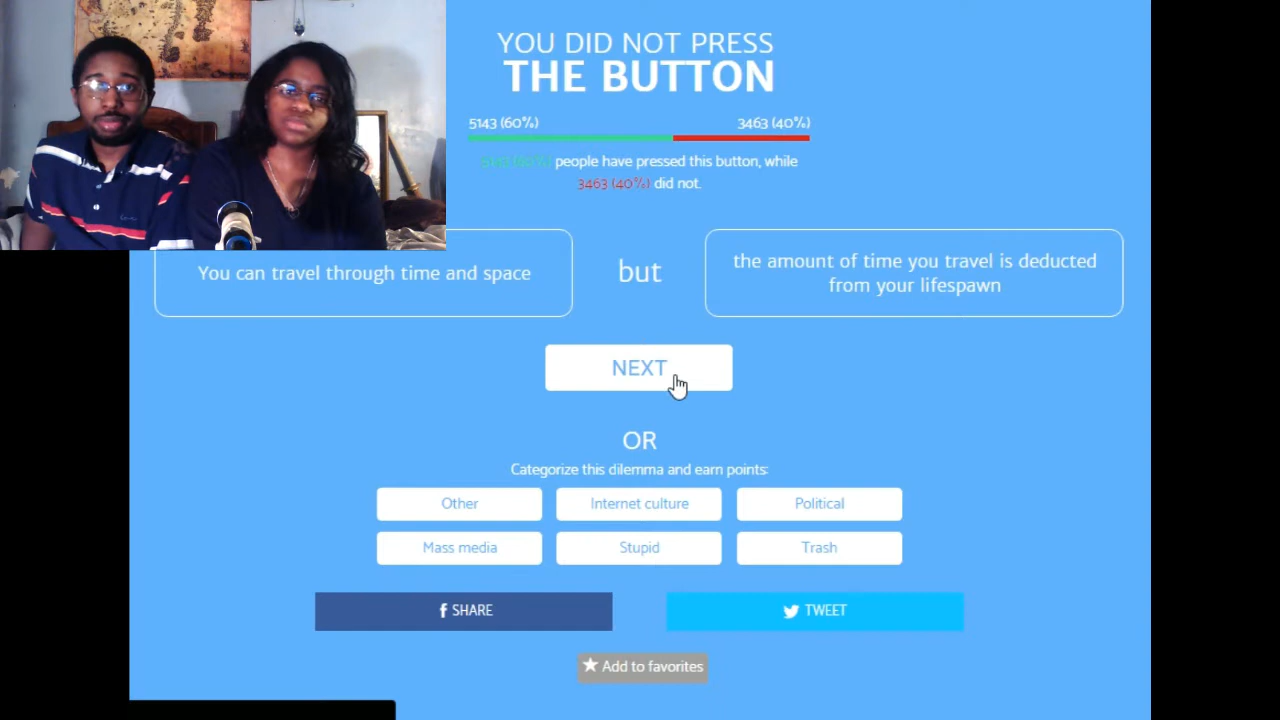 YOU DID NOT PRESS
THE BUTTON
5143 (60%) 3463 (40%)
5143 (60%) people have pressed this button, while
3463 (40%) did not.
You can travel through time and space
but
the amount of time you travel is deducted
from your lifespawn
NEXT
OR
Categorize this dilemma and earn points:
Other Internet culture Political
Mass media Stupid Trash
f SHARE TWEET
Add to favorites